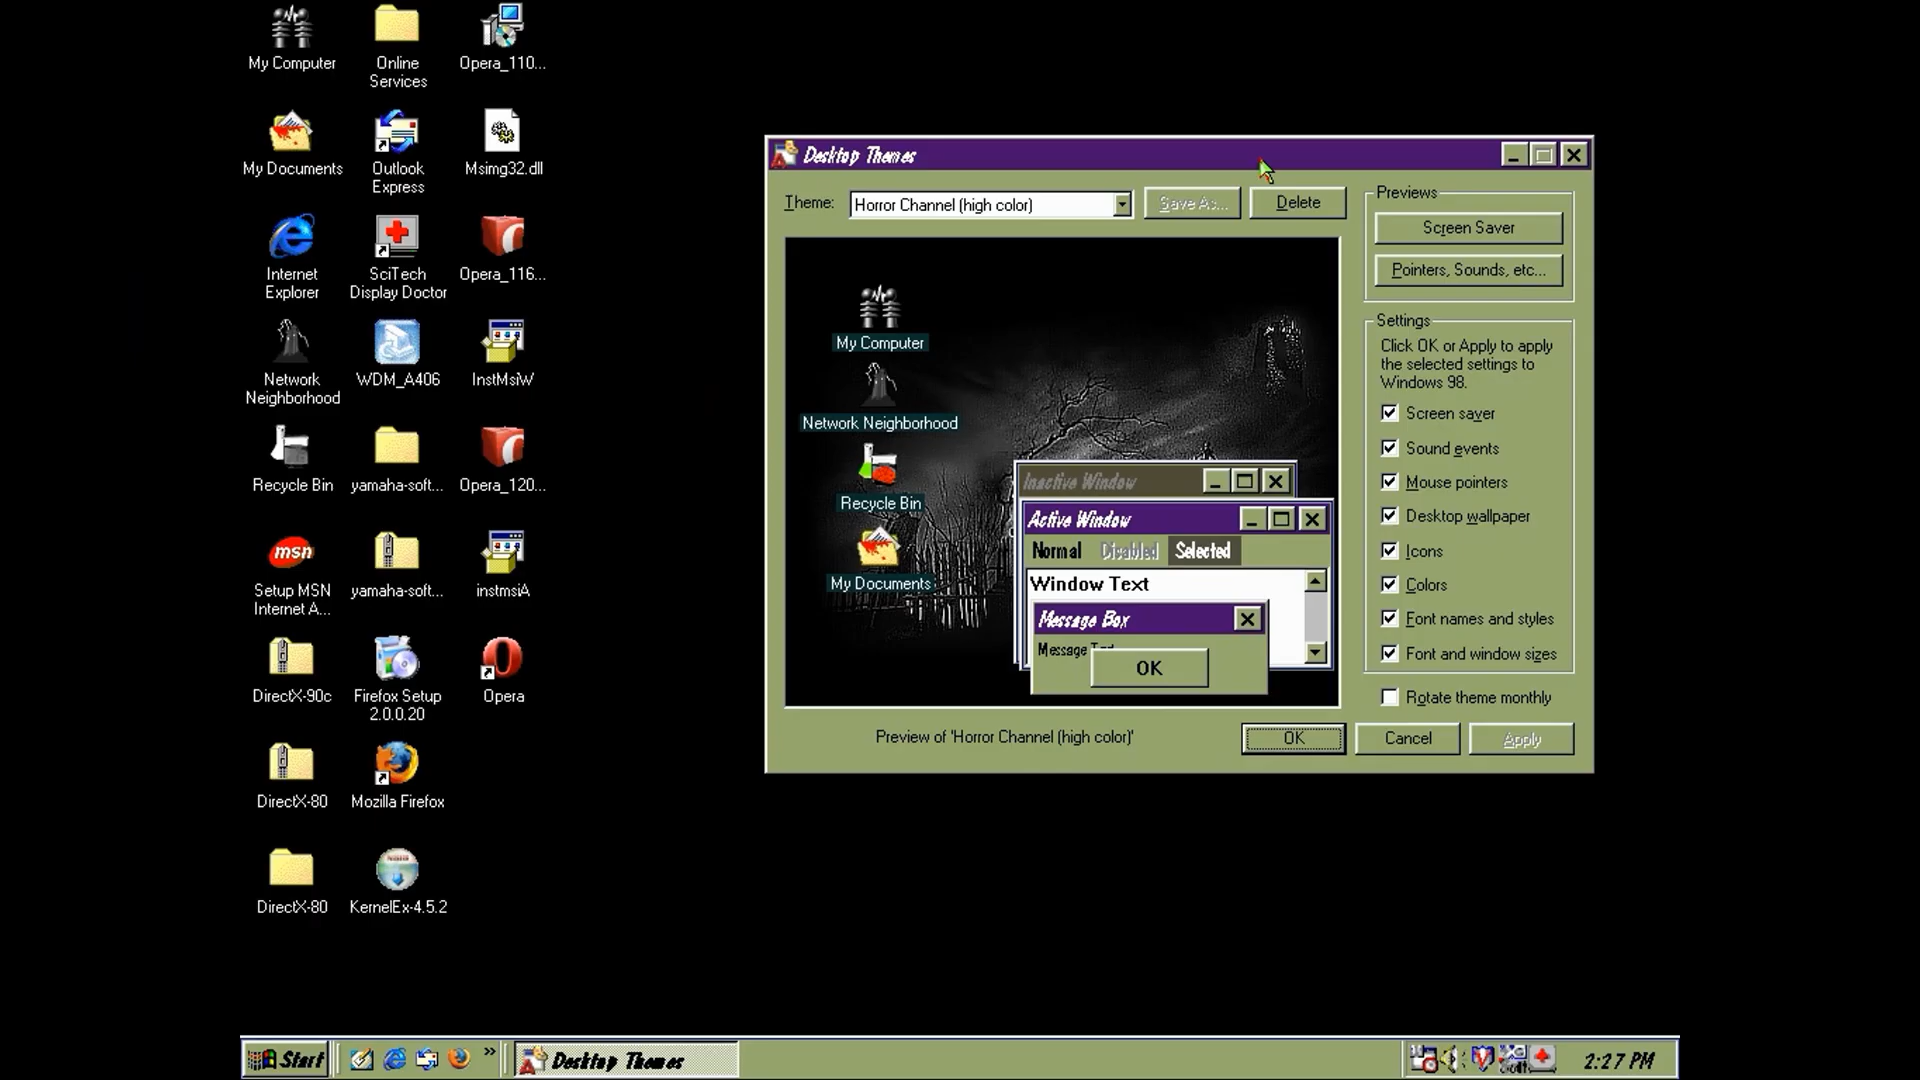 My Computer
Online
Services
Opera_110...
My Documents
Outlook
Express
Msimg32.dll
Internet
Explorer
SciTech
Display Doctor
Opera_116...
Network
Neighborhood
WDM_A406
InstMsiW
Recycle Bin
yamaha-soft...
Opera_120...
msn
Setup MSN
Internet A...
yamaha-soft...
instmsiA
DirectX-90c
Firefox Setup
2.0.0.20
Opera
DirectX-80
Mozilla Firefox
DirectX-80
KernelEx-4.5.2
Desktop Themes
Theme:
Horror Channel (high color)
Save As...
Delete
Previews
Screen Saver
Pointers, Sounds, etc...
Settings
Click OK or Apply to apply
the selected settings to
Windows 98.
Screen saver
Sound events
Mouse pointers
Desktop wallpaper
Icons
Colors
Font names and styles
Font and window sizes
Rotate theme monthly
My Computer
Network Neighborhood
Recycle Bin
My Documents
Inactive Window
Active Window
Normal Disabled Selected
Window Text
Message Box
Message
OK
Preview of 'Horror Channel (high color)'
OK
Cancel
Apply
Start
Desktop Themes
2:27 PM